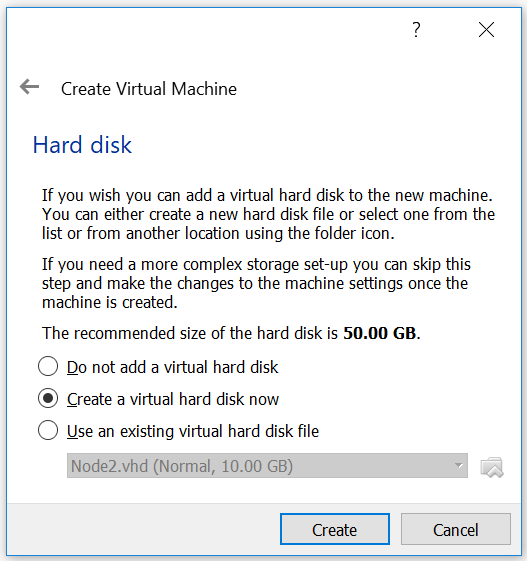 ?
Create Virtual Machine
Hard disk
If you wish you can add a virtual hard disk to the new machine.
You can either create a new hard disk file or select one from the
list or from another location using the folder icon.
If you need a more complex storage set-up you can skip this
step and make the changes to the machine settings once the
machine is created.
The recommended size of the hard disk is 50.00 GB.
Do not add a virtual hard disk
Create a virtual hard disk now
Use an existing virtual hard disk file
Node2.vhd (Normal, 10.00 GB)
Create
Cancel